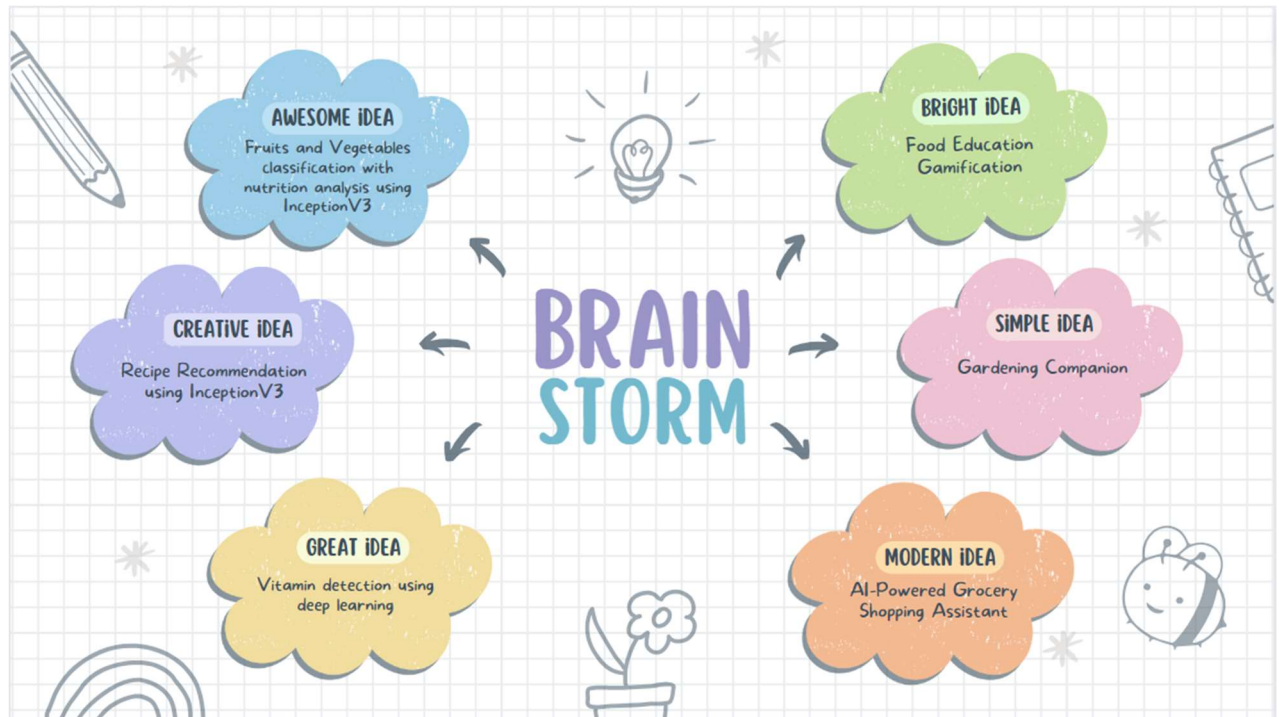 AWESOME IDEA
Fruits and Vegetables
classification with
nutrition analysis using
InceptionV3
BRIGHT IDEA
Food Education
Gamification
CREATIVE IDEA
Recipe Recommendation
using InceptionV3
BRAIN
STORM
SIMPLE IDEA
Gardening Companion
GREAT IDEA
Vitamin detection using
deep learning
MODERN IDEA
AI-Powered Grocery
Shopping Assistant